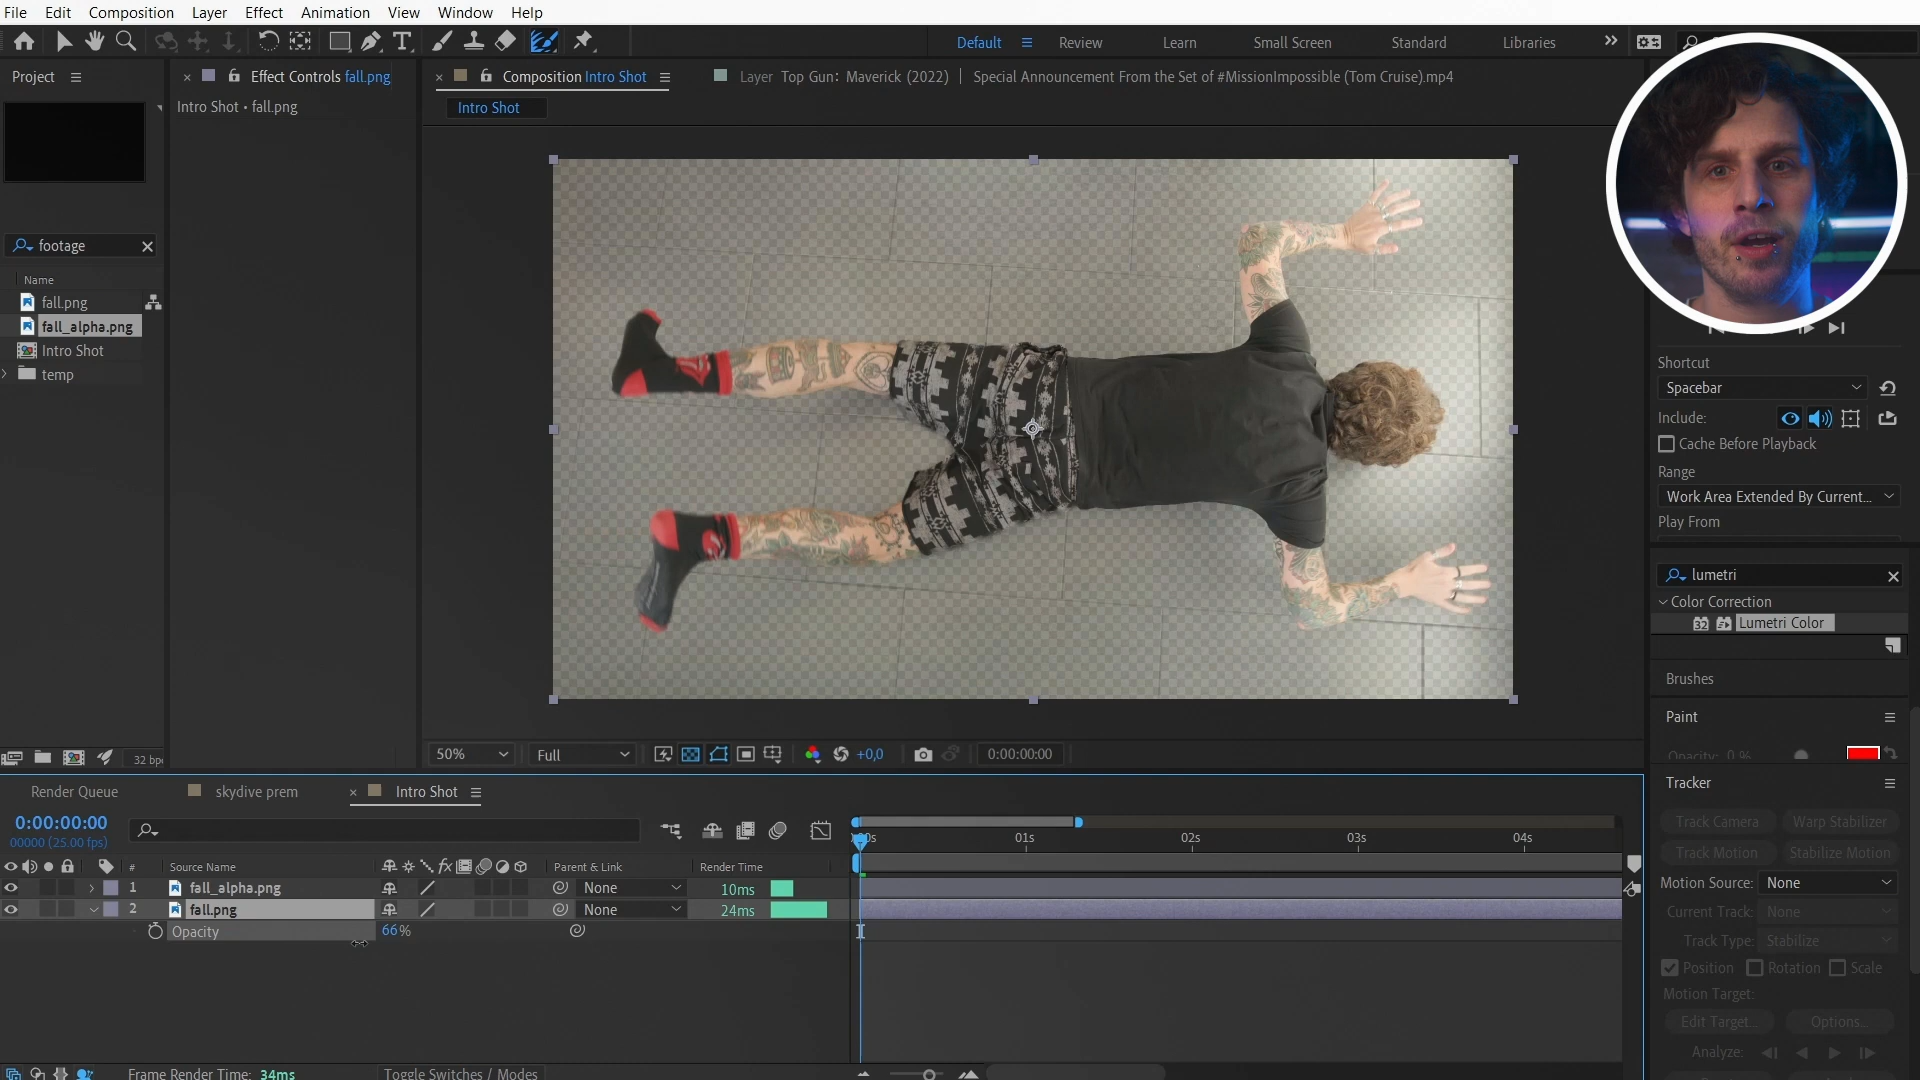 File Edit Composition Layer Effect Animation View Window Help
Default Review Learn Small Screen Standard Libraries
Project
Effect Controls fall.png
Composition Intro Shot
Layer Top Gun: Maverick (2022) | Special Announcement From the Set of #MissionImpossible (Tom Cruise).mp4
Intro Shot • fall.png
Intro Shot
footage
Name
fall.png
fall_alpha.png
Intro Shot
temp
Shortcut
Spacebar
Include:
Cache Before Playback
Range
Work Area Extended By Current...
Play From
lumetri
Color Correction
32 Lumetri Color
Brushes
Paint
Opacity: 0 %
32 bpc
50% Full +0,0 0:00:00:00
Render Queue skydive prem Intro Shot
0:00:00:00
00000 (25.00 fps)
01s 02s 03s 04s
# Source Name Parent & Link Render Time
1 fall_alpha.png None 10ms
2 fall.png None 24ms
Opacity 66%
Frame Render Time: 34ms Toggle Switches / Modes
Tracker
Track Camera Warp Stabilizer
Track Motion Stabilize Motion
Motion Source: None
Current Track: None
Track Type: Stabilize
Position Rotation Scale
Motion Target:
Edit Target... Options...
Analyze: